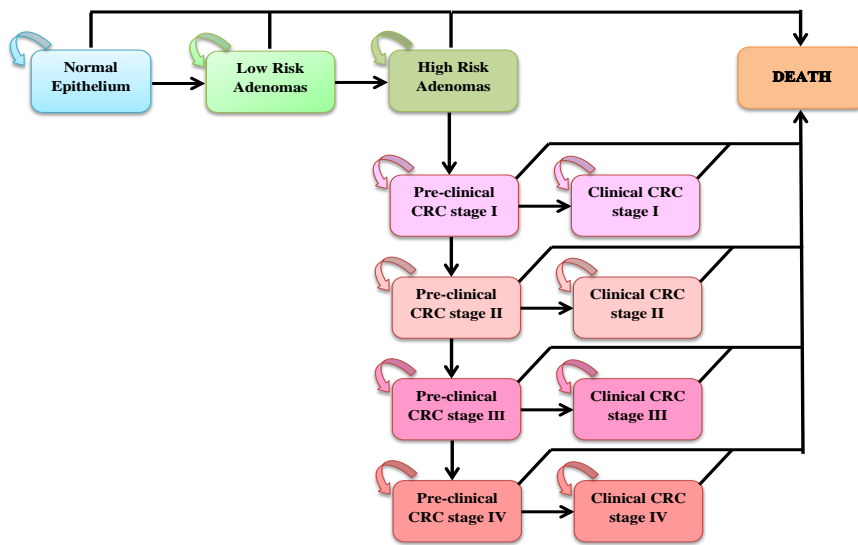 Normal
Epithelium
Low Risk
Adenomas
High Risk
Adenomas
DEATH
Pre-clinical
CRC stage I
Clinical CRC
stage I
Pre-clinical
CRC stage II
Clinical CRC
stage II
Pre-clinical
CRC stage III
Clinical CRC
stage III
Pre-clinical
CRC stage IV
Clinical CRC
stage IV